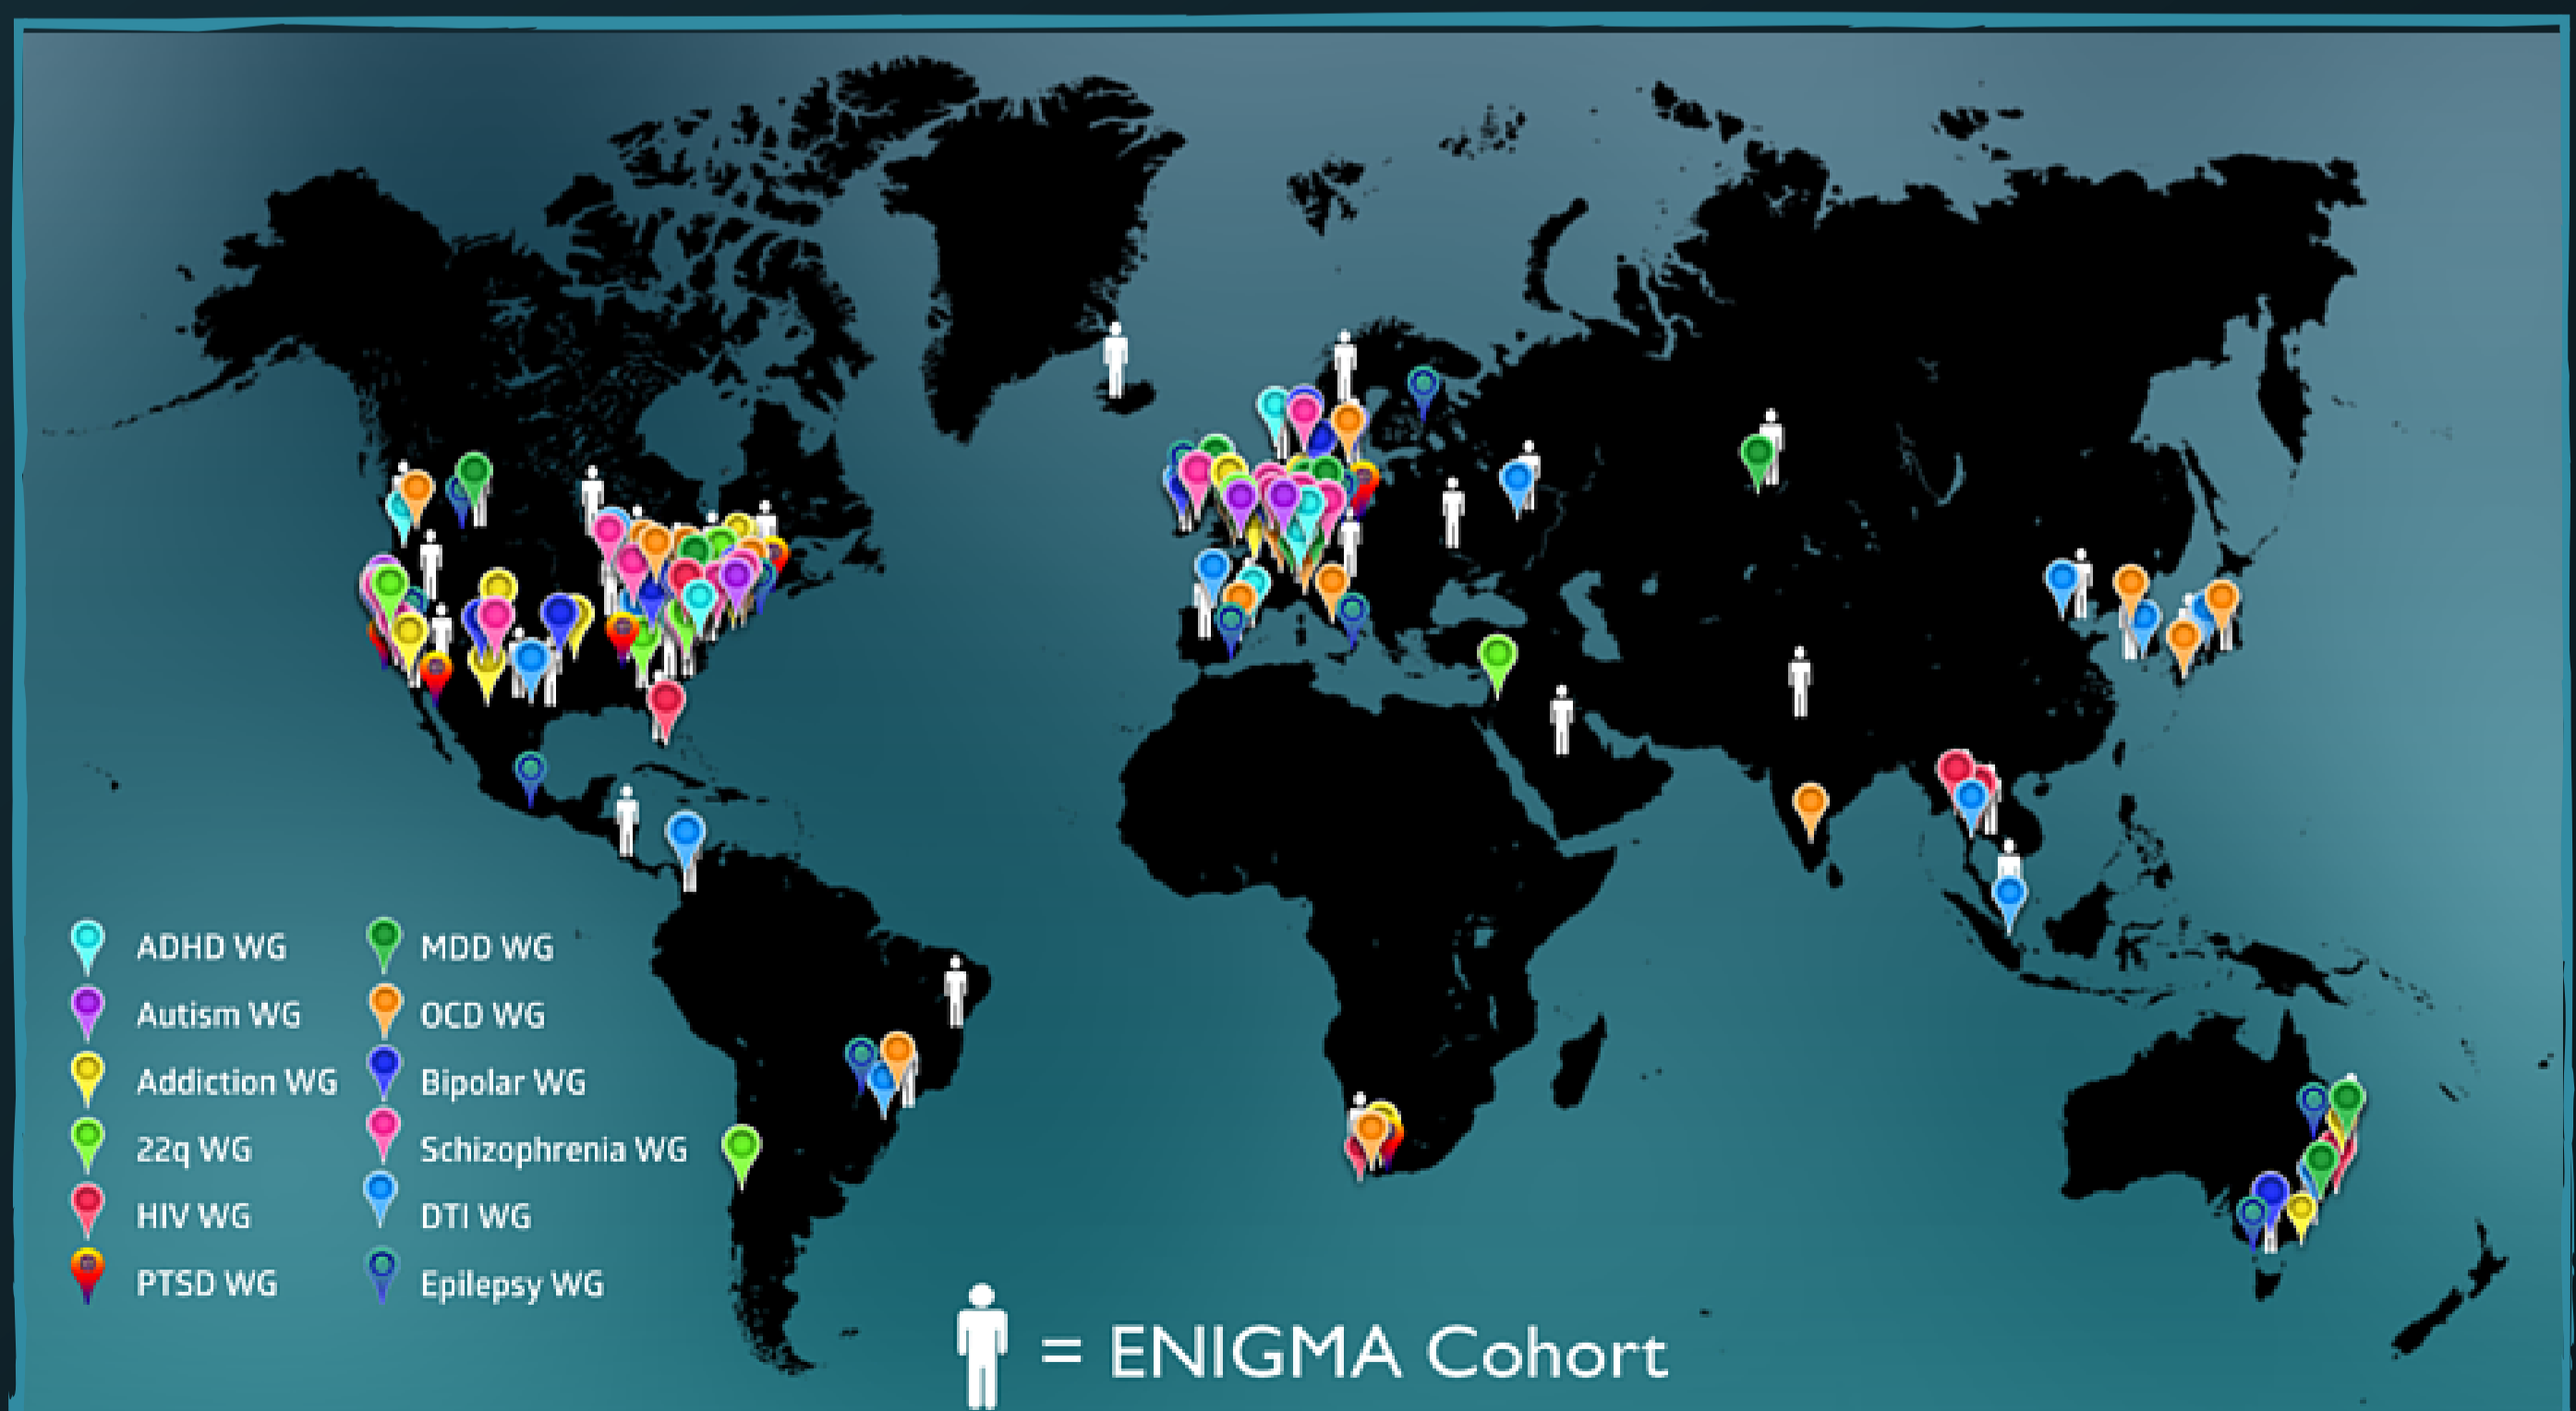 ADHD WG
Autism WG
Addiction WG
22q WG
HIV WG
PTSD WG
MDD WG
OCD WG
Bipolar WG
Schizophrenia WG
DTI WG
Epilepsy WG
= ENIGMA Cohort